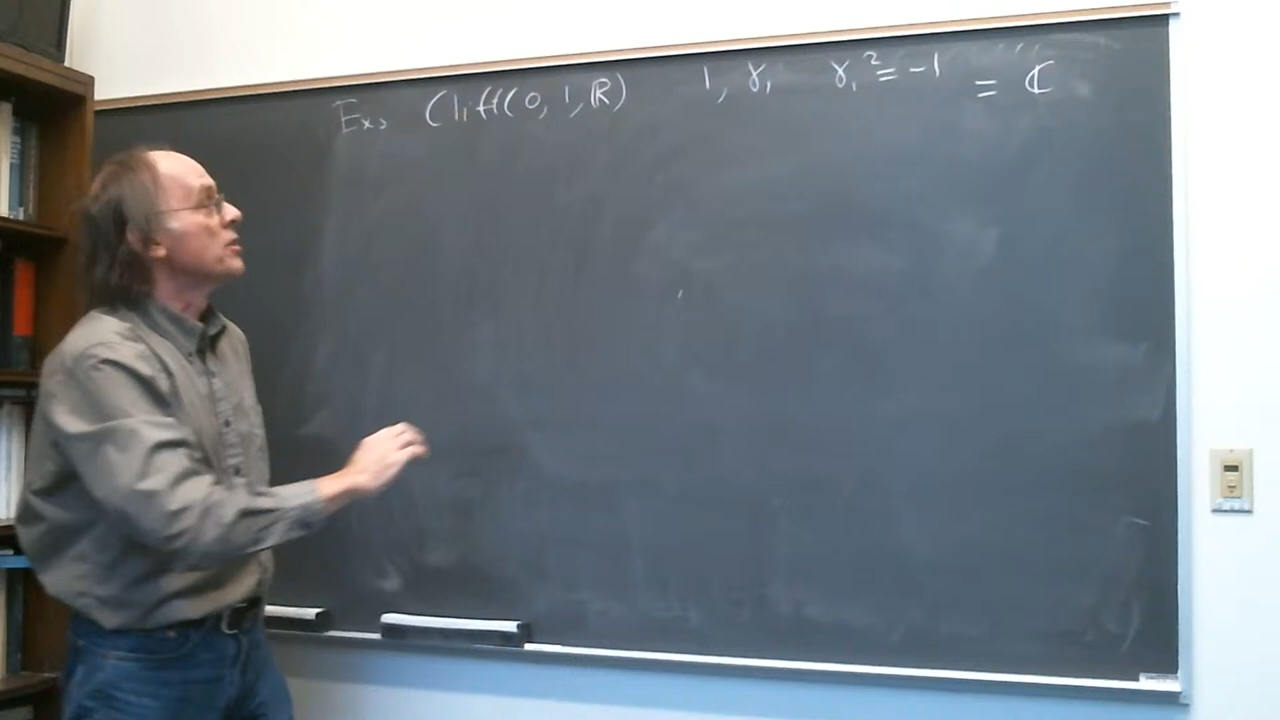 Ex, Cliff(0, 1, ℝ) 1, γ₁ γ₁² = -1 = ℂ